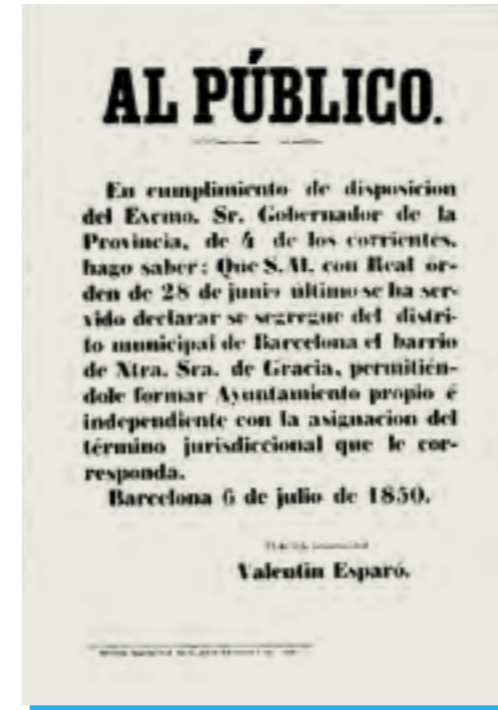 AL PÚBLICO.
En cumplimiento de disposicion
del Excmo. Sr. Gobernador de la
Provincia, de 4 de los corrientes,
hago saber: Que S. M. con Real or-
den de 28 de junio último se ha ser-
vido declarar se segregue del distri-
to municipal de Barcelona el barrio
de Ntra. Sra. de Gracia, permitién-
dole formar Ayuntamiento propio é
independiente con la asignacion del
término jurisdiccional que le cor-
responda.
Barcelona 6 de julio de 1850.
Valentin Esparó.